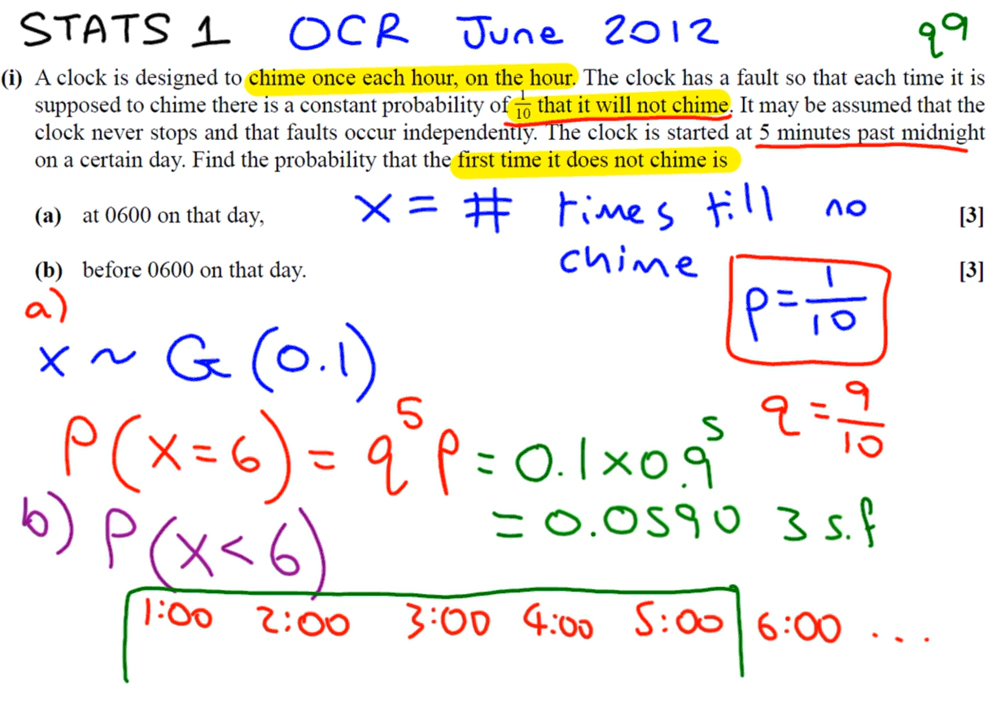 STATS 1 OCR June 2012 q9
(i) A clock is designed to chime once each hour, on the hour. The clock has a fault so that each time it is
supposed to chime there is a constant probability of 1/10 that it will not chime. It may be assumed that the
clock never stops and that faults occur independently. The clock is started at 5 minutes past midnight
on a certain day. Find the probability that the first time it does not chime is
(a) at 0600 on that day, [3]
x = # times till no
chime
(b) before 0600 on that day. [3]
p = 1/10
a)
x ~ G(0.1)
q = 9/10
P(x=6) = q⁵p = 0.1×0.9⁵
= 0.0590 3 s.f
b) P(x<6)
1:00 2:00 3:00 4:00 5:00 6:00 ...